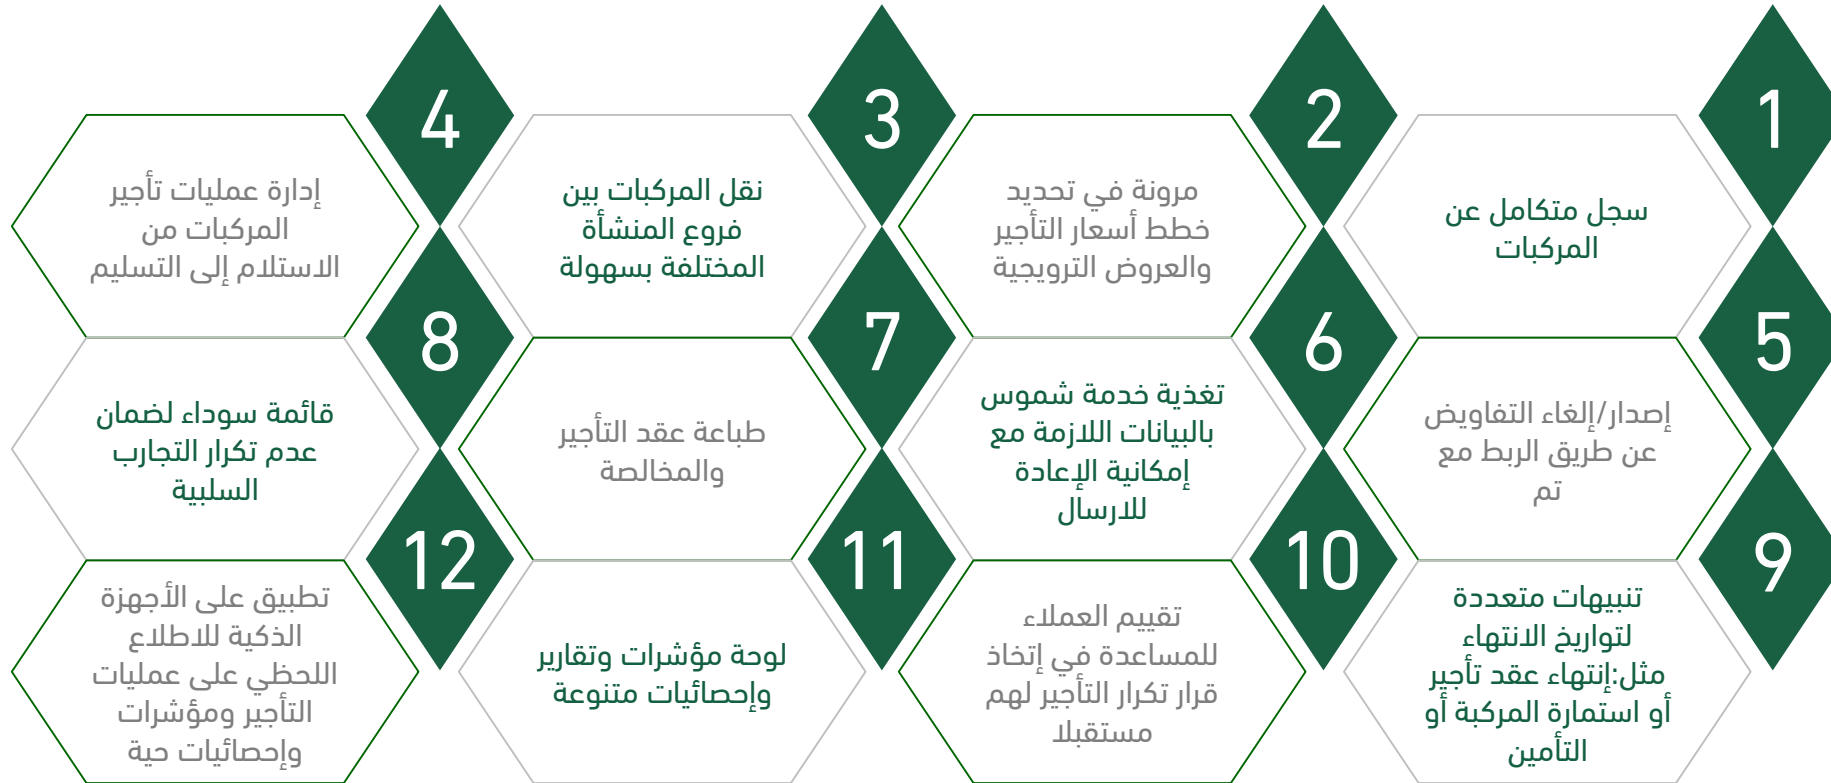 1
سجل متكامل عن
المركبات
2
مرونة في تحديد
خطط أسعار التأجير
والعروض الترويجية
3
نقل المركبات بين
فروع المنشأة
المختلفة بسهولة
4
إدارة عمليات تأجير
المركبات من
الاستلام إلى التسليم
5
إصدار/إلغاء التفاويض
عن طريق الربط مع
تم
6
تغذية خدمة شموس
بالبيانات اللازمة مع
إمكانية الإعادة
للارسال
7
طباعة عقد التأجير
والمخالصة
8
قائمة سوداء لضمان
عدم تكرار التجارب
السلبية
9
تنبيهات متعددة
لتواريخ الانتهاء
مثل:إنتهاء عقد تأجير
أو استمارة المركبة أو
التأمين
10
تقييم العملاء
للمساعدة في إتخاذ
قرار تكرار التأجير لهم
مستقبلا
11
لوحة مؤشرات وتقارير
وإحصائيات متنوعة
12
تطبيق على الأجهزة
الذكية للاطلاع
اللحظي على عمليات
التأجير ومؤشرات
وإحصائيات حية